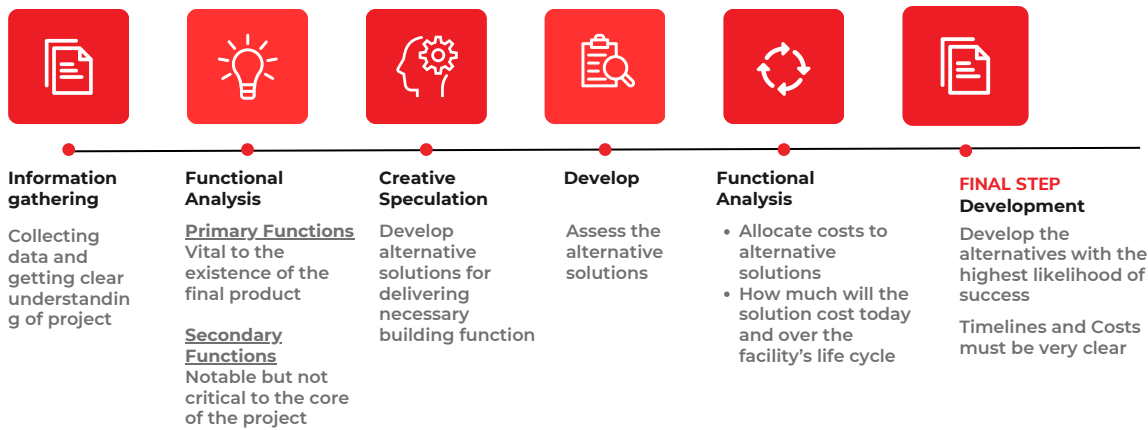 Information
gathering
Collecting
data and
getting clear
understandin
g of project
Functional
Analysis
Primary Functions
Vital to the
existence of the
final product
Secondary
Functions
Notable but not
critical to the core
of the project
Creative
Speculation
Develop
alternative
solutions for
delivering
necessary
building function
Develop
Assess the
alternative
solutions
Functional
Analysis
• Allocate costs to
alternative
solutions
• How much will the
solution cost today
and over the
facility’s life cycle
FINAL STEP
Development
Develop the
alternatives with the
highest likelihood of
success
Timelines and Costs
must be very clear